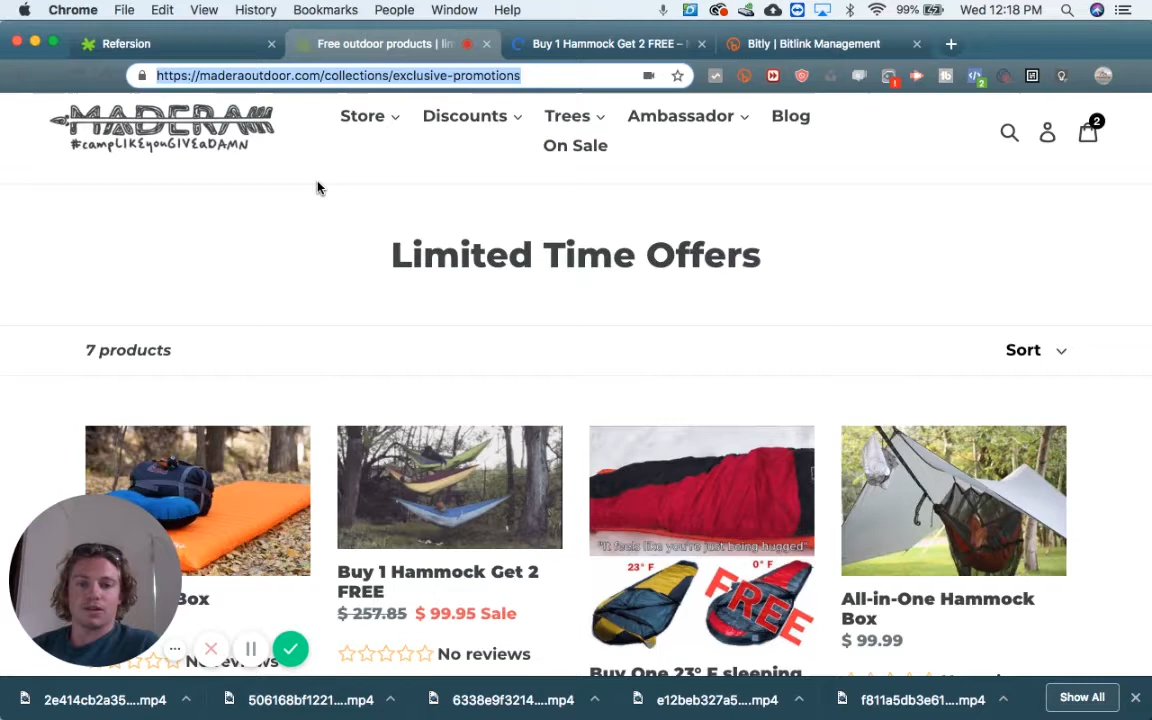 Chrome File Edit View History Bookmarks People Window Help 99% Wed 12:18 PM
Refersion Free outdoor products | lim Buy 1 Hammock Get 2 FREE – Bitly | Bitlink Management
https://maderaoutdoor.com/collections/exclusive-promotions
1 2
MADERA
#campLIKEyouGIVEaDAMN
Store Discounts Trees Ambassador Blog
On Sale
2
Limited Time Offers
7 products Sort
"It feels like you're just being hugged"
23° F 0° F
FREE
Buy 1 Hammock Get 2
FREE
$ 257.85 $ 99.95 Sale
No reviews
Box
No reviews
Buy One 23° F sleeping
All-in-One Hammock
Box
$ 99.99
2e414cb2a35....mp4 506168bf1221....mp4 6338e9f3214....mp4 e12beb327a5....mp4 f811a5db3e61....mp4 Show All